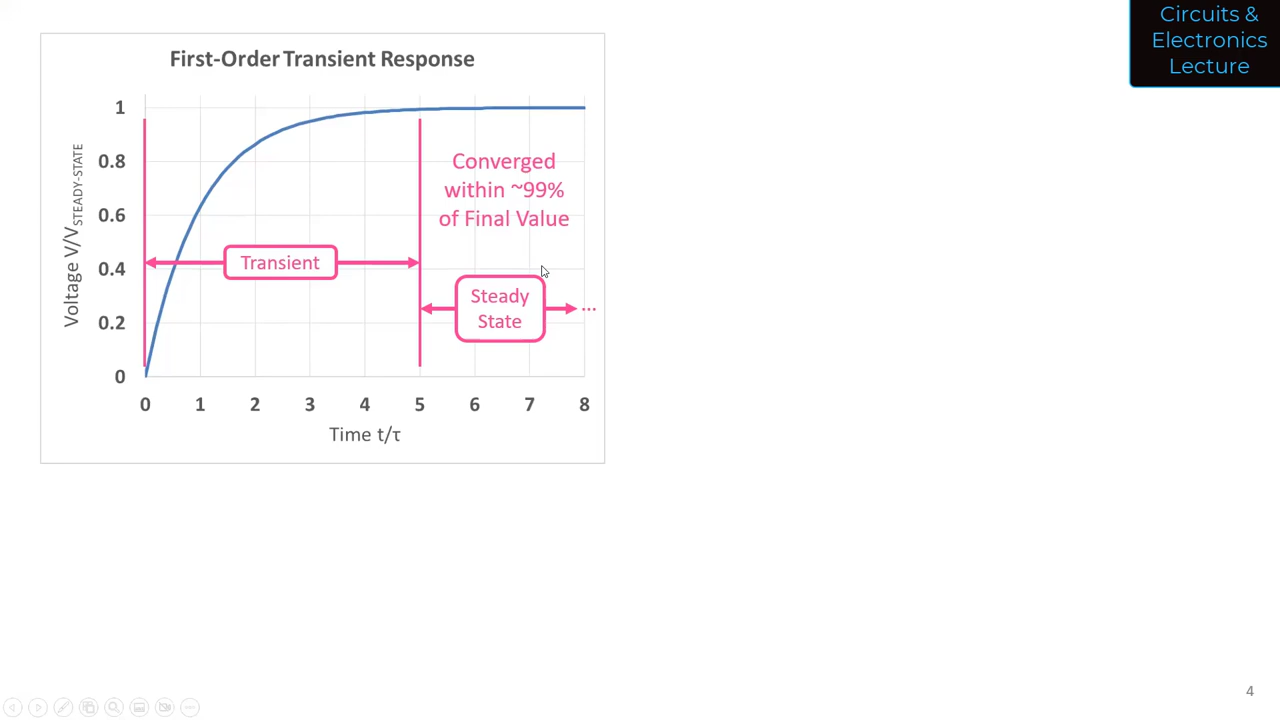 Circuits &
Electronics
Lecture
First-Order Transient Response
Voltage V/VSTEADY-STATE
1
0.8
0.6
0.4
0.2
0
Converged
within ~99%
of Final Value
Transient
Steady
State
...
0 1 2 3 4 5 6 7 8
Time t/τ
4